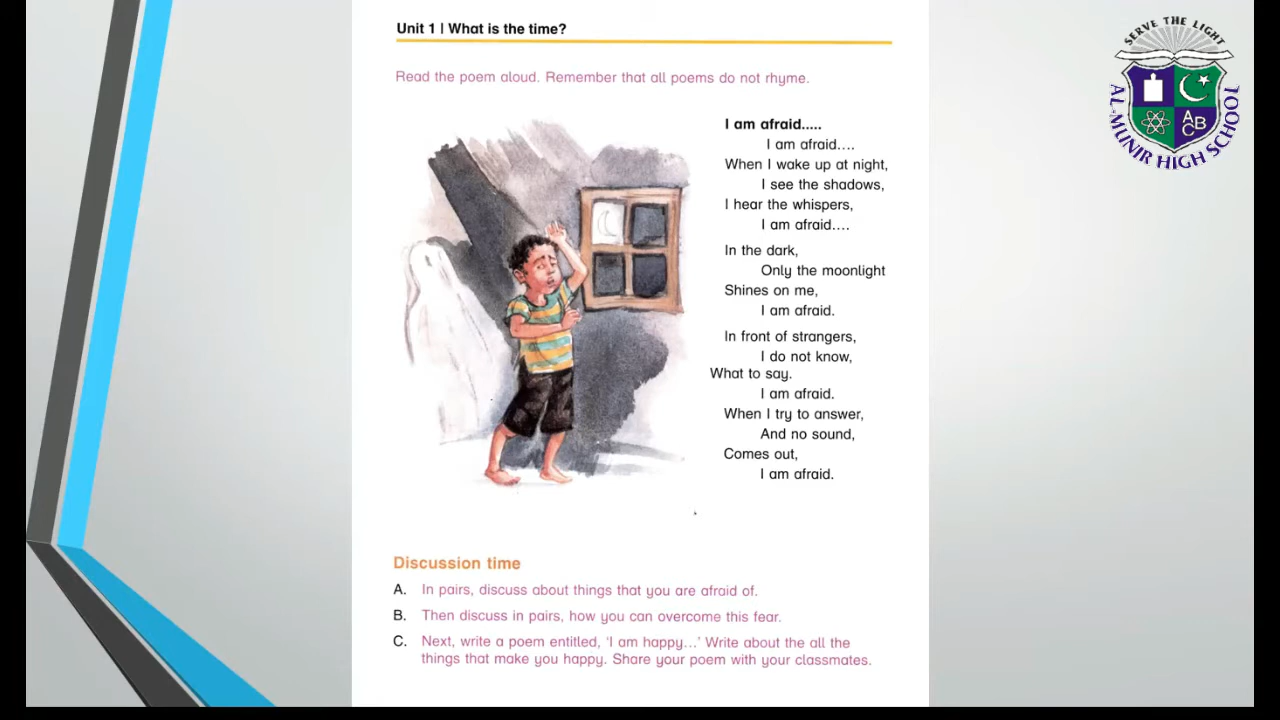 Unit 1 | What is the time?
Read the poem aloud. Remember that all poems do not rhyme.
I am afraid.....
I am afraid....
When I wake up at night,
I see the shadows,
I hear the whispers,
I am afraid....
In the dark,
Only the moonlight
Shines on me,
I am afraid.
In front of strangers,
I do not know,
What to say.
I am afraid.
When I try to answer,
And no sound,
Comes out,
I am afraid.
Discussion time
A. In pairs, discuss about things that you are afraid of.
B. Then discuss in pairs, how you can overcome this fear.
C. Next, write a poem entitled, 'I am happy...' Write about the all the
things that make you happy. Share your poem with your classmates.
SERVE THE LIGHT
A
B
C
AL-MUNIR HIGH SCHOOL